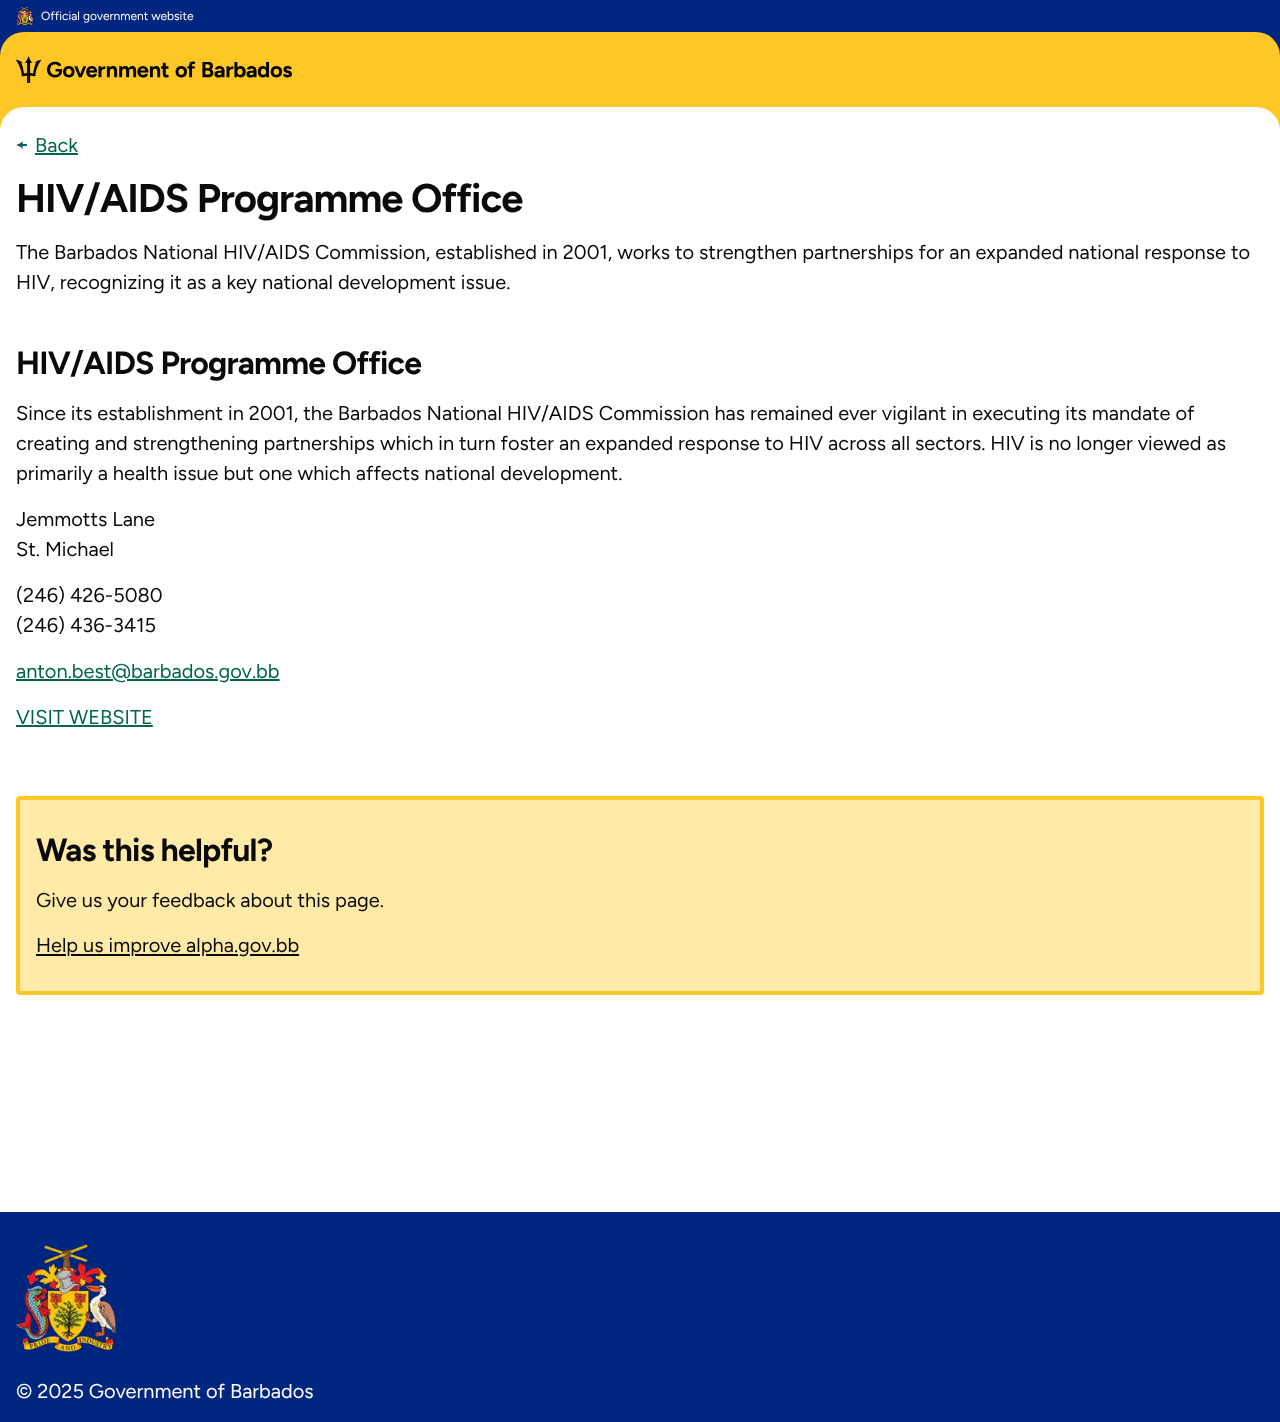 Official government website
Government of Barbados
Back
HIV/AIDS Programme Office
The Barbados National HIV/AIDS Commission, established in 2001, works to strengthen partnerships for an expanded national response to
HIV, recognizing it as a key national development issue.
HIV/AIDS Programme Office
Since its establishment in 2001, the Barbados National HIV/AIDS Commission has remained ever vigilant in executing its mandate of
creating and strengthening partnerships which in turn foster an expanded response to HIV across all sectors. HIV is no longer viewed as
primarily a health issue but one which affects national development.
Jemmotts Lane
St. Michael
(246) 426-5080
(246) 436-3415
anton.best@barbados.gov.bb
VISIT WEBSITE
Was this helpful?
Give us your feedback about this page.
Help us improve alpha.gov.bb
PRIDE AND INDUSTRY
© 2025 Government of Barbados